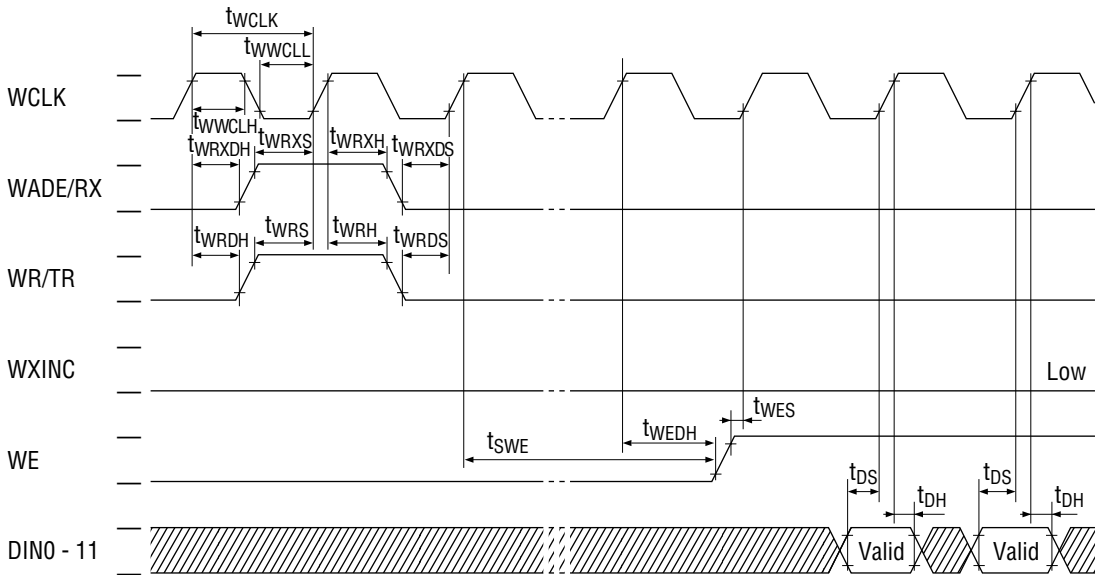 tWCLK
tWWCLL
WCLK
tWWCLH
tWRXDH tWRXS tWRXH tWRXDS
WADE/RX
tWRDH tWRS tWRH tWRDS
WR/TR
WXINC
Low
tWES
tWEDH
tSWE
WE
tDS tDS
tDH tDH
DIN0 - 11
Valid Valid